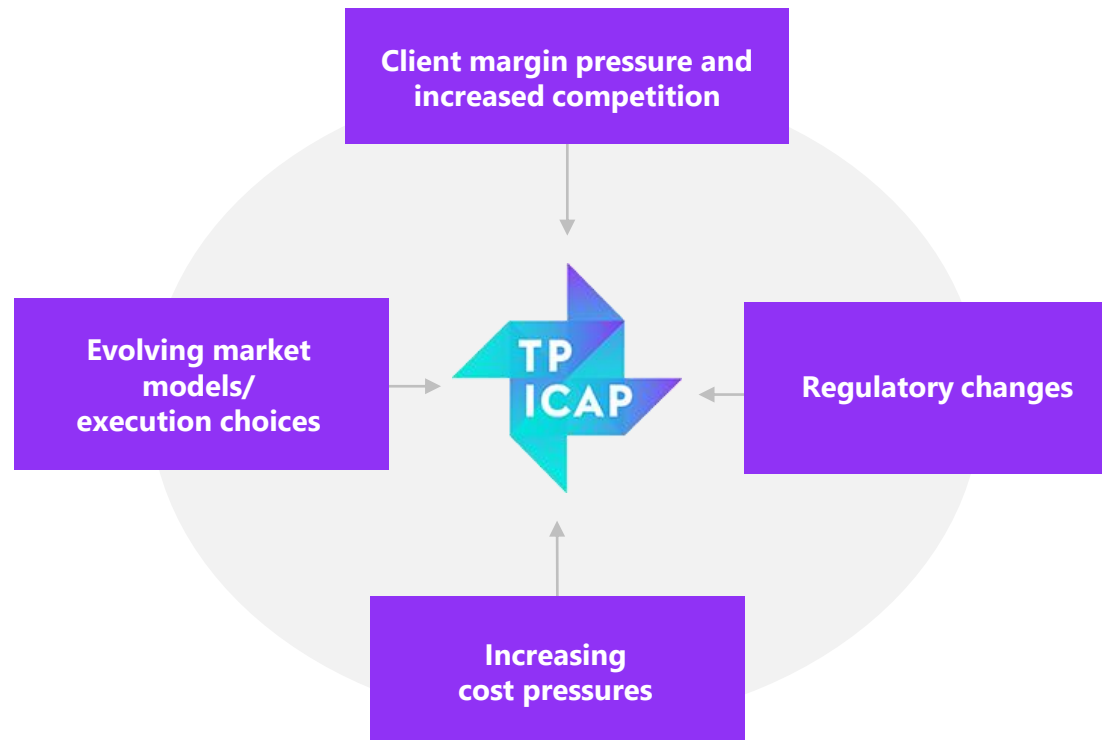 Client margin pressure and
increased competition
Evolving market
models/
execution choices
TP
ICAP
Regulatory changes
Increasing
cost pressures